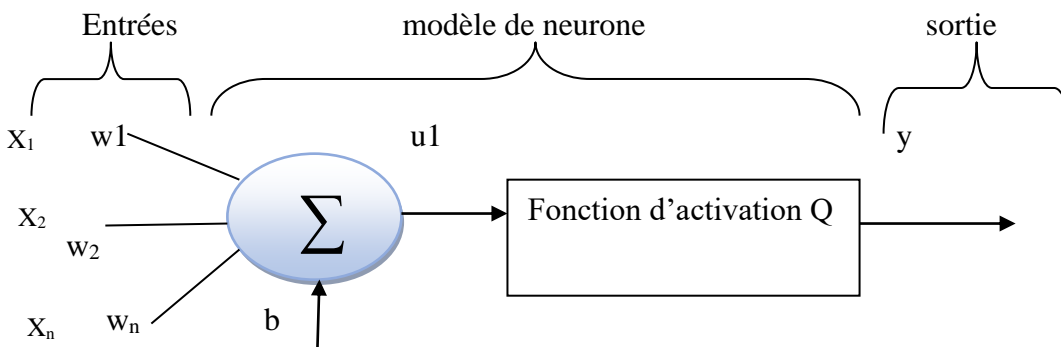 Entrées modèle de neurone sortie
X1 w1 u1 y
∑ Fonction d’activation Q
X2 w2
Xn wn b